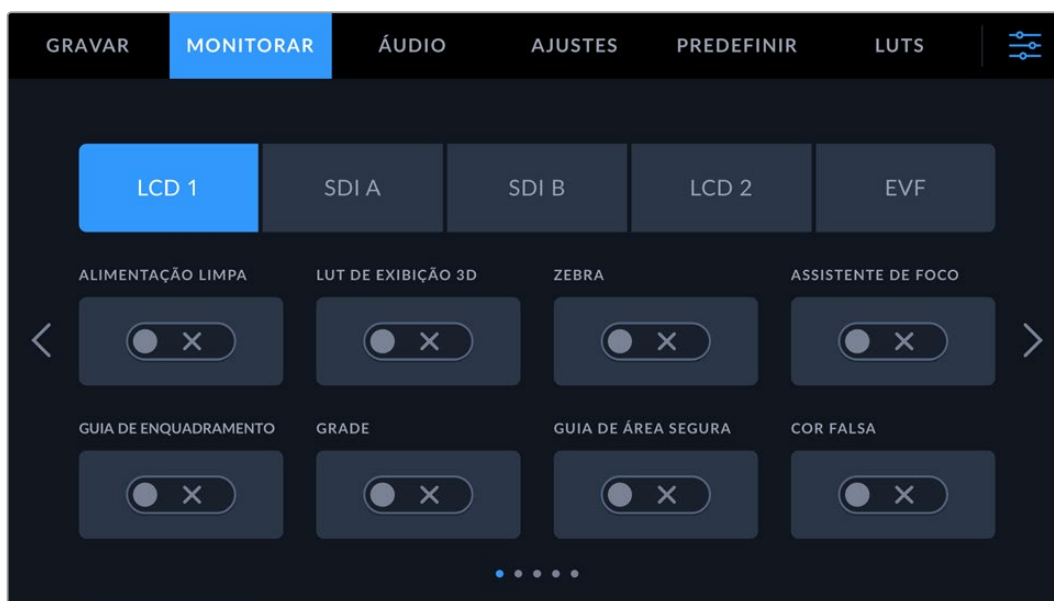 GRAVAR MONITORAR ÁUDIO AJUSTES PREDEFINIR LUTS
LCD 1 SDI A SDI B LCD 2 EVF
ALIMENTAÇÃO LIMPA LUT DE EXIBIÇÃO 3D ZEBRA ASSISTENTE DE FOCO
GUIA DE ENQUADRAMENTO GRADE GUIA DE ÁREA SEGURA COR FALSA